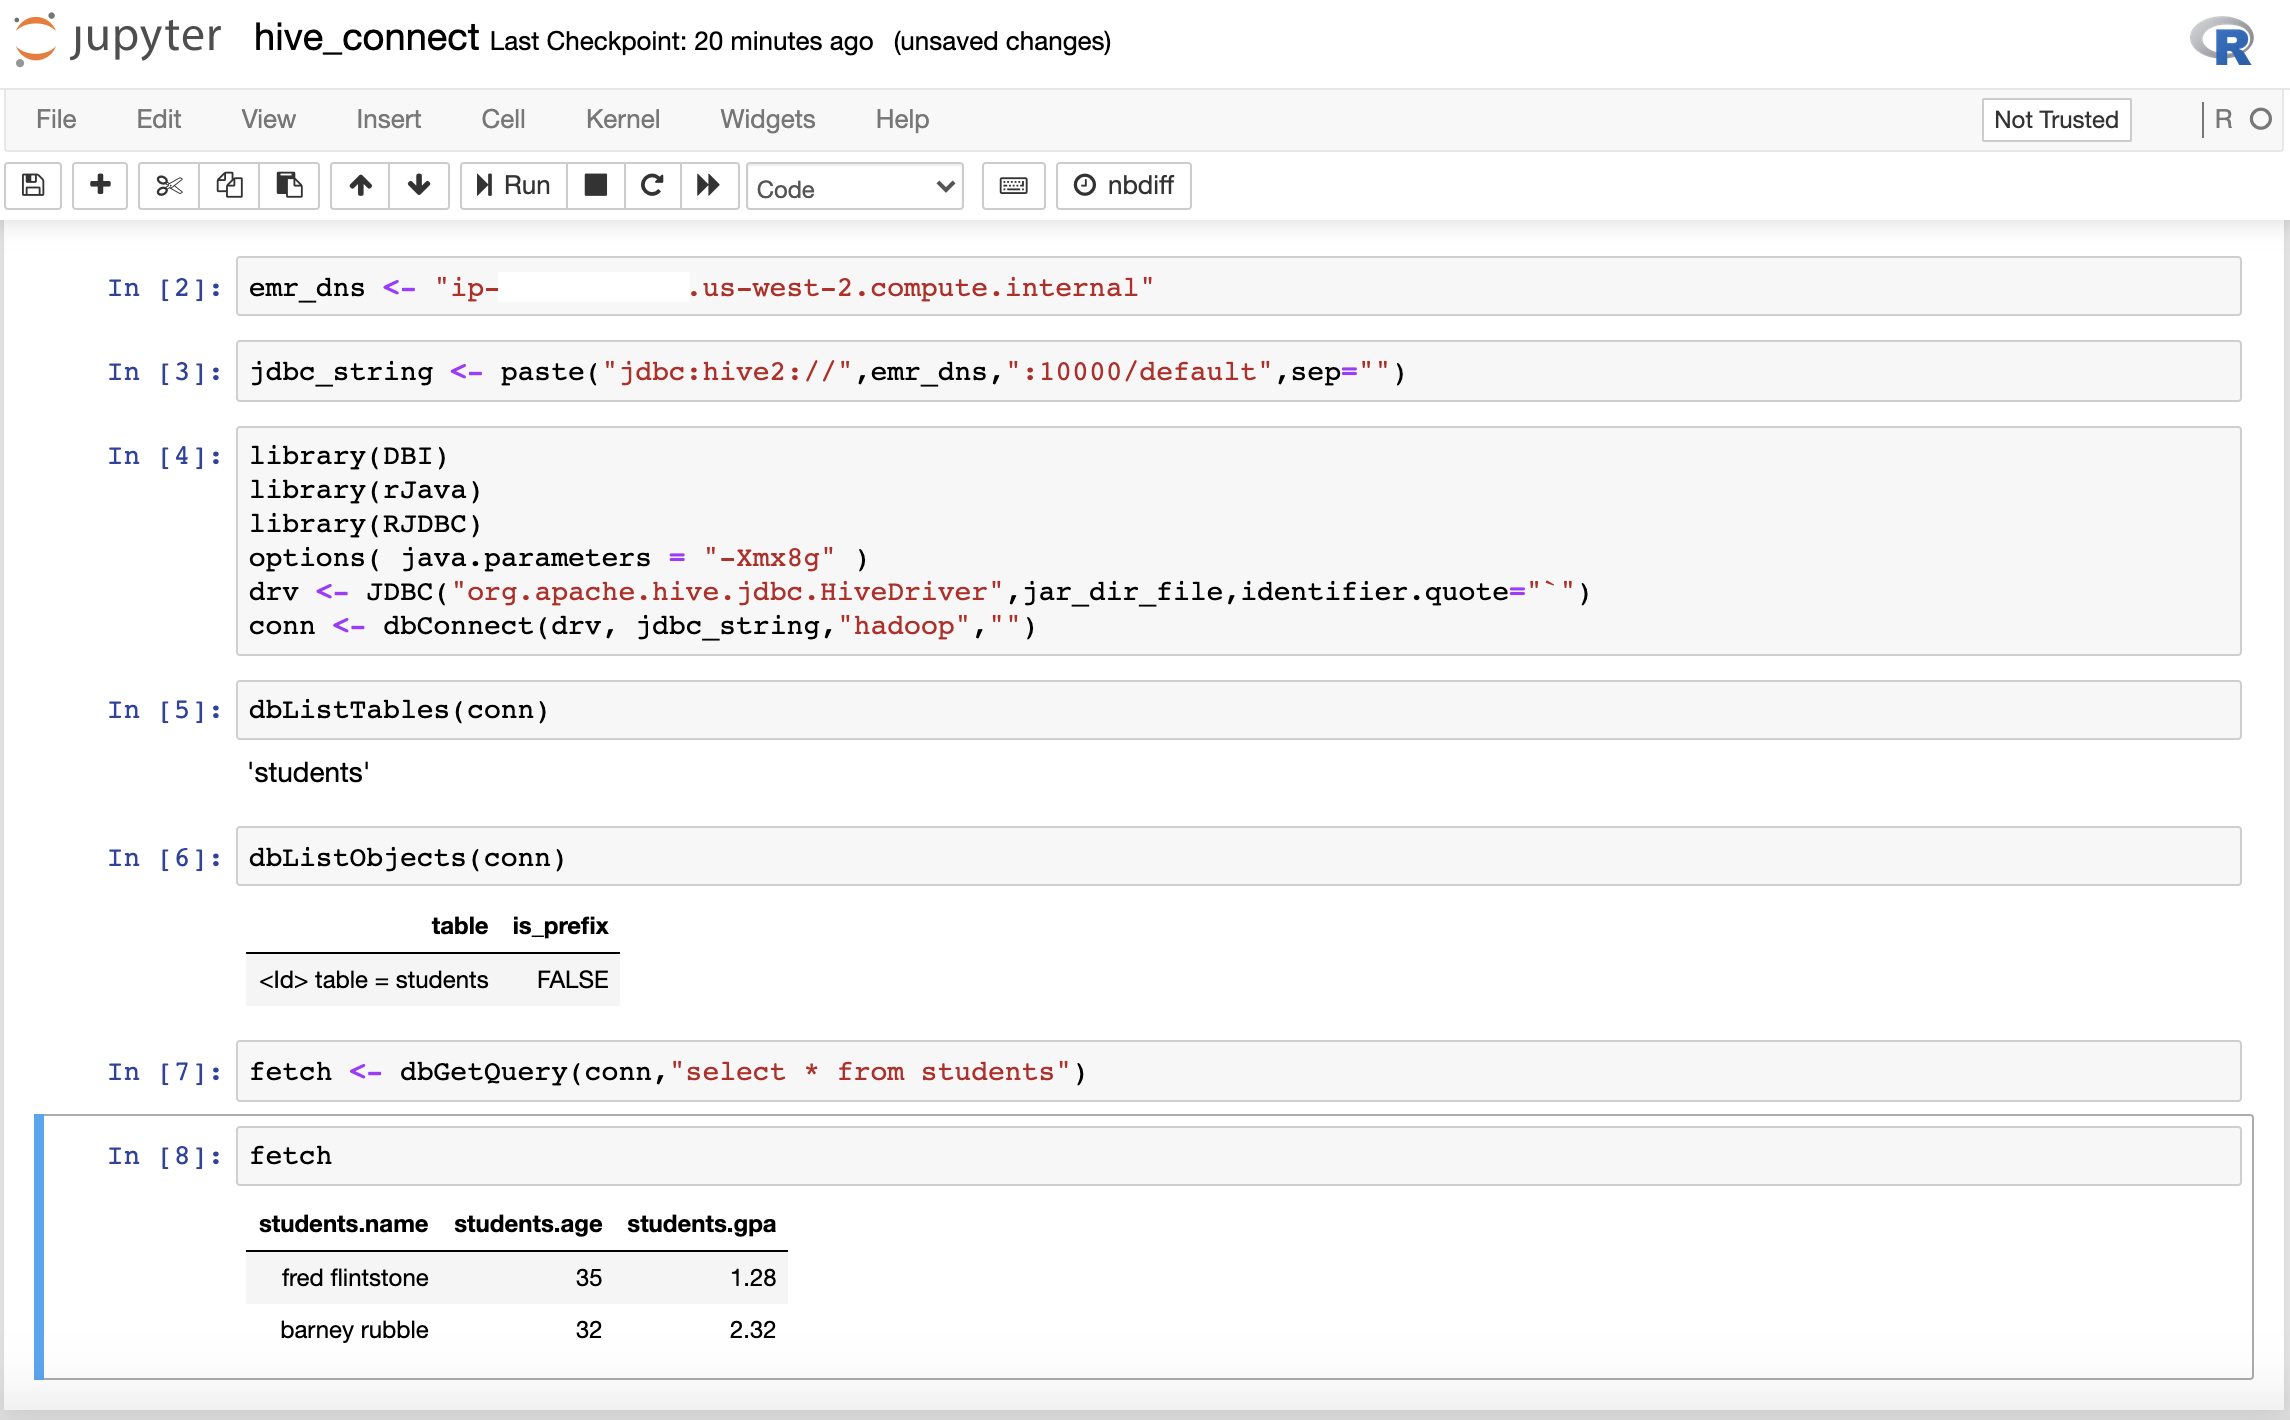 jupyter hive_connect Last Checkpoint: 20 minutes ago (unsaved changes) R
File Edit View Insert Cell Kernel Widgets Help Not Trusted R
Run Code nbdiff
In [2]: emr_dns <- "ip- .us-west-2.compute.internal"
In [3]: jdbc_string <- paste("jdbc:hive2://",emr_dns,":10000/default",sep="")
In [4]: library(DBI)
library(rJava)
library(RJDBC)
options( java.parameters = "-Xmx8g" )
drv <- JDBC("org.apache.hive.jdbc.HiveDriver",jar_dir_file,identifier.quote="`")
conn <- dbConnect(drv, jdbc_string,"hadoop","")
In [5]: dbListTables(conn)
'students'
In [6]: dbListObjects(conn)
table is_prefix
<Id> table = students FALSE
In [7]: fetch <- dbGetQuery(conn,"select * from students")
In [8]: fetch
students.name students.age students.gpa
fred flintstone 35 1.28
barney rubble 32 2.32